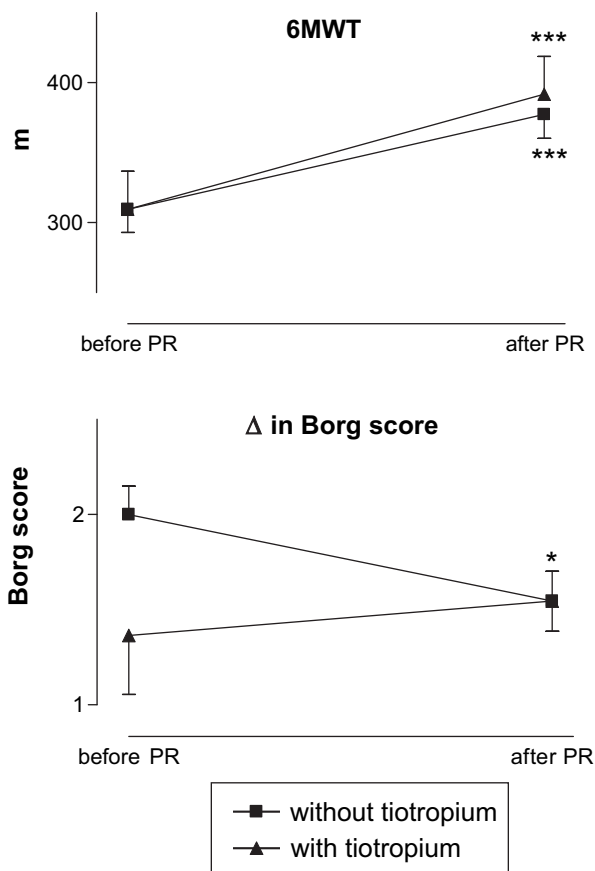 6MWT
***
400
m
***
300
before PR after PR
Δ in Borg score
Borg score
2
*
1
before PR after PR
without tiotropium
with tiotropium